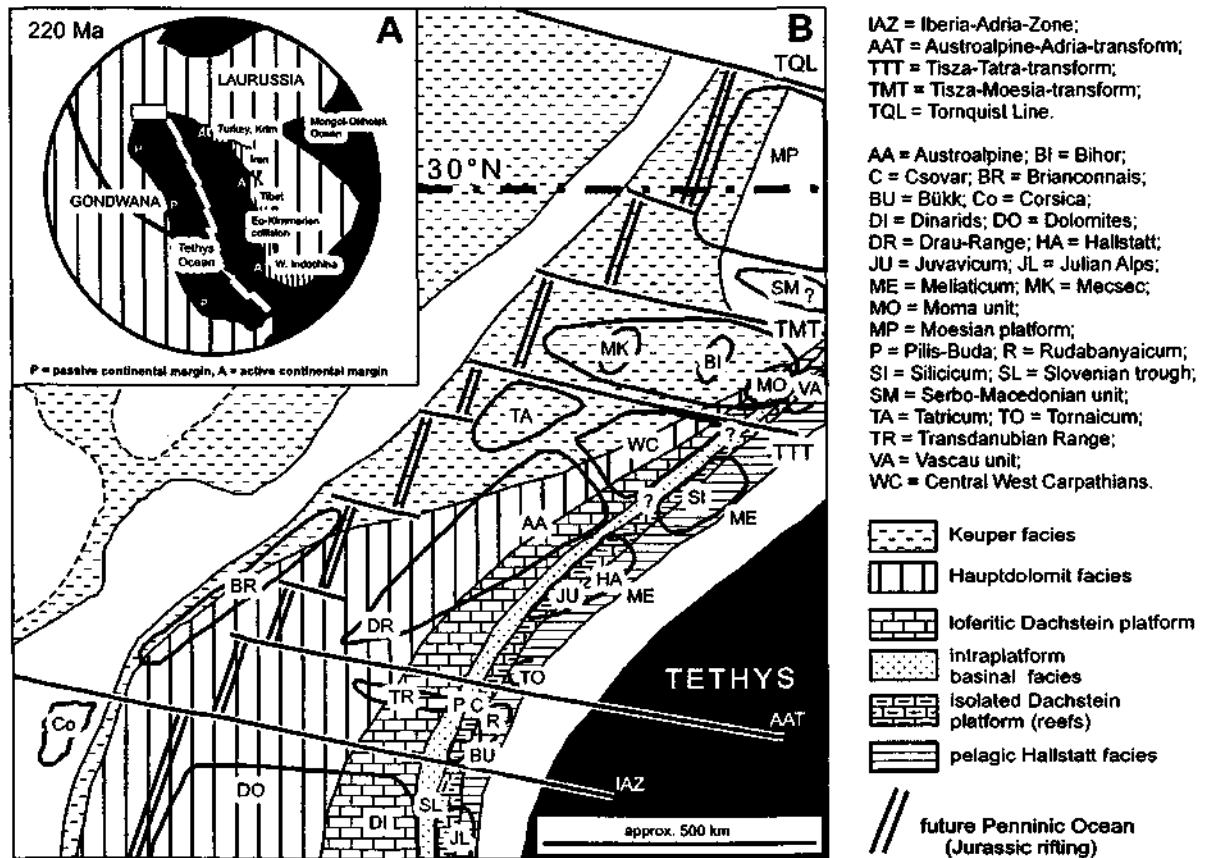 220 Ma
A
B
LAURUSSIA
Mongol-Okhotsk
Ocean
Turkey, Krim
A
Iran
P
A
GONDWANA
Tibet
P
Eo-Kimmerian
collision
Tethys
Ocean
A
W. Indochina
P
P = passive continental margin, A = active continental margin
TQL
MP
30°N
SM ?
TMT
MK
BI
MO
VA
TA
?
WC
TTT
SI
?
ME
AA
HA
BR
JU
ME
DR
TO
TETHYS
TR
P C
AAT
R
Co
BU
IAZ
DO
SL
DI
JL
approx. 500 km
IAZ = Iberia-Adria-Zone;
AAT = Austroalpine-Adria-transform;
TTT = Tisza-Tatra-transform;
TMT = Tisza-Moesia-transform;
TQL = Tornquist Line.
AA = Austroalpine; BI = Bihor;
C = Csovar; BR = Brianconnais;
BU = Bükk; Co = Corsica;
DI = Dinarids; DO = Dolomites;
DR = Drau-Range; HA = Hallstatt;
JU = Juvavicum; JL = Julian Alps;
ME = Meliaticum; MK = Mecsec;
MO = Moma unit;
MP = Moesian platform;
P = Pilis-Buda; R = Rudabanyaicum;
SI = Silicicum; SL = Slovenian trough;
SM = Serbo-Macedonian unit;
TA = Tatricum; TO = Tornaicum;
TR = Transdanubian Range;
VA = Vascau unit;
WC = Central West Carpathians.
Keuper facies
Hauptdolomit facies
loferitic Dachstein platform
intraplatform
basinal facies
isolated Dachstein
platform (reefs)
pelagic Hallstatt facies
future Penninic Ocean
(Jurassic rifting)